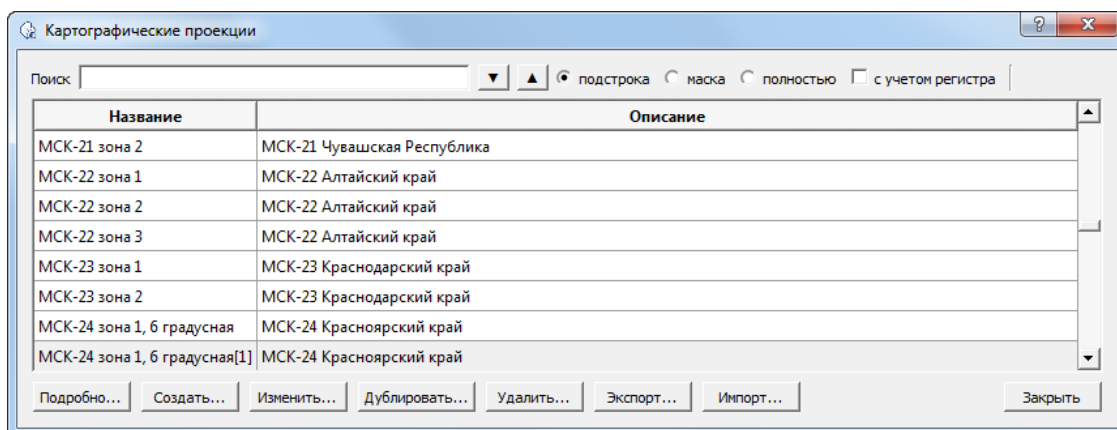 Картографические проекции
Поиск подстрока маска полностью с учетом регистра
Название Описание
МСК-21 зона 2 МСК-21 Чувашская Республика
МСК-22 зона 1 МСК-22 Алтайский край
МСК-22 зона 2 МСК-22 Алтайский край
МСК-22 зона 3 МСК-22 Алтайский край
МСК-23 зона 1 МСК-23 Краснодарский край
МСК-23 зона 2 МСК-23 Краснодарский край
МСК-24 зона 1, 6 градусная МСК-24 Красноярский край
МСК-24 зона 1, 6 градусная[1] МСК-24 Красноярский край
Подробно... Создать... Изменить... Дублировать... Удалить... Экспорт... Импорт... Закрыть